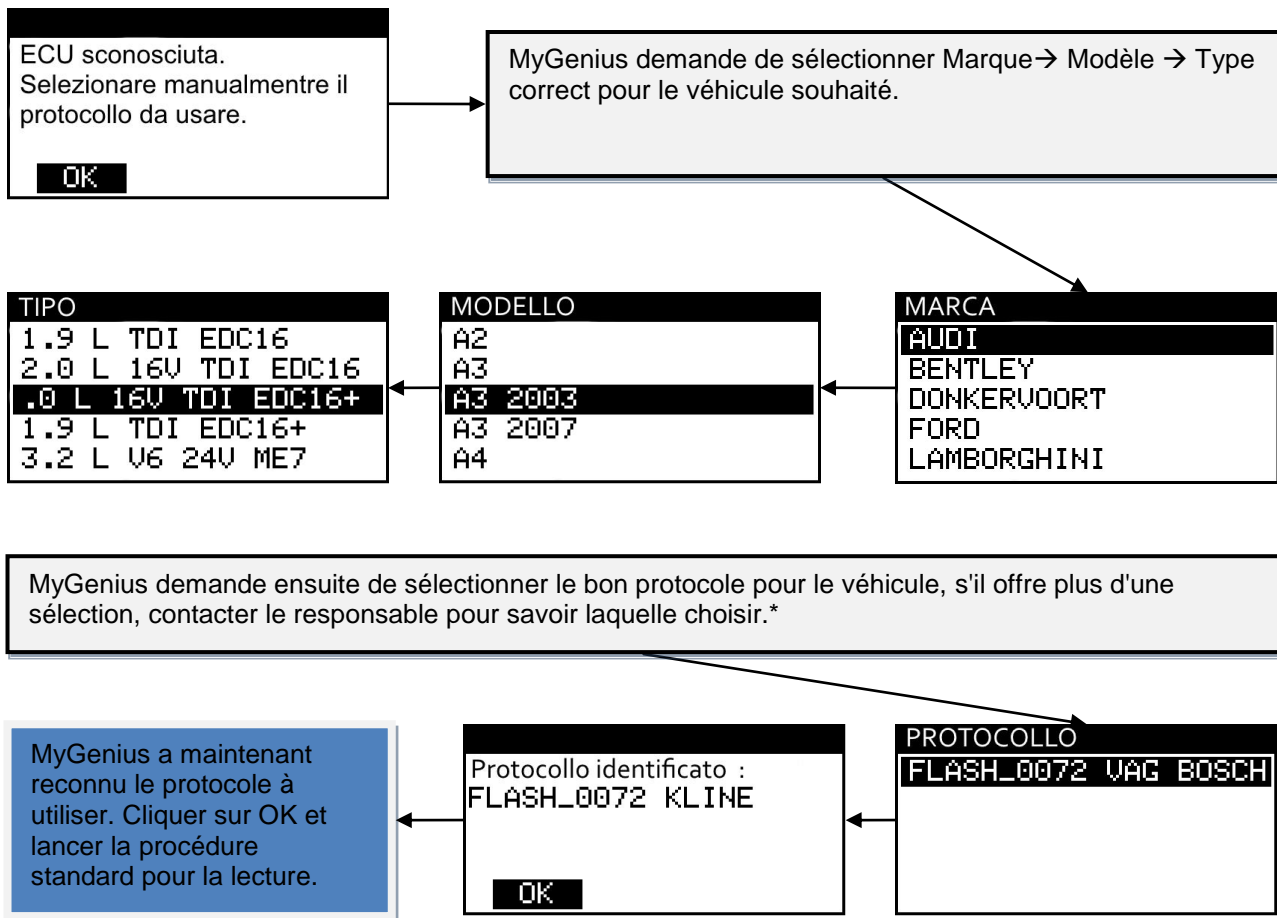 ECU sconosciuta.
Selezionare manualmentre il
protocollo da usare.
OK
MyGenius demande de sélectionner Marque→ Modèle → Type
correct pour le véhicule souhaité.
MARCA
AUDI
BENTLEY
DONKERVOORT
FORD
LAMBORGHINI
MODELLO
A2
A3
A3 2003
A3 2007
A4
TIPO
1.9 L TDI EDC16
2.0 L 16V TDI EDC16
.0 L 16V TDI EDC16+
1.9 L TDI EDC16+
3.2 L V6 24V ME7
MyGenius demande ensuite de sélectionner le bon protocole pour le véhicule, s'il offre plus d'une
sélection, contacter le responsable pour savoir laquelle choisir.*
PROTOCOLLO
FLASH_0072 VAG BOSCH
Protocollo identificato :
FLASH_0072 KLINE
OK
MyGenius a maintenant
reconnu le protocole à
utiliser. Cliquer sur OK et
lancer la procédure
standard pour la lecture.